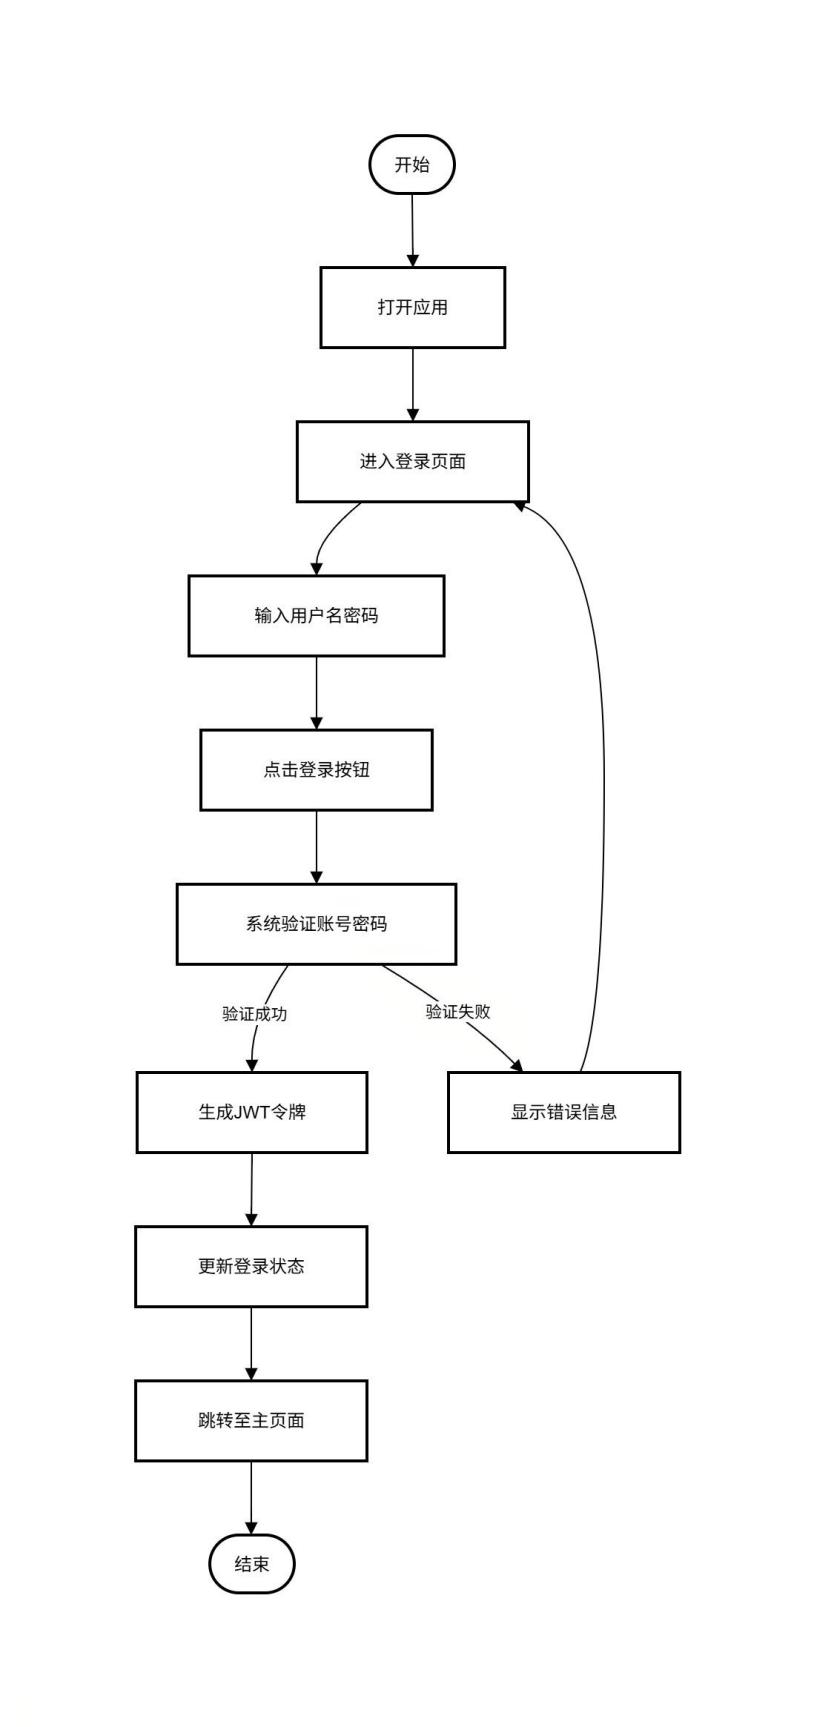 开始
打开应用
进入登录页面
输入用户名密码
点击登录按钮
系统验证账号密码
验证成功
验证失败
生成JWT令牌
显示错误信息
更新登录状态
跳转至主页面
结束